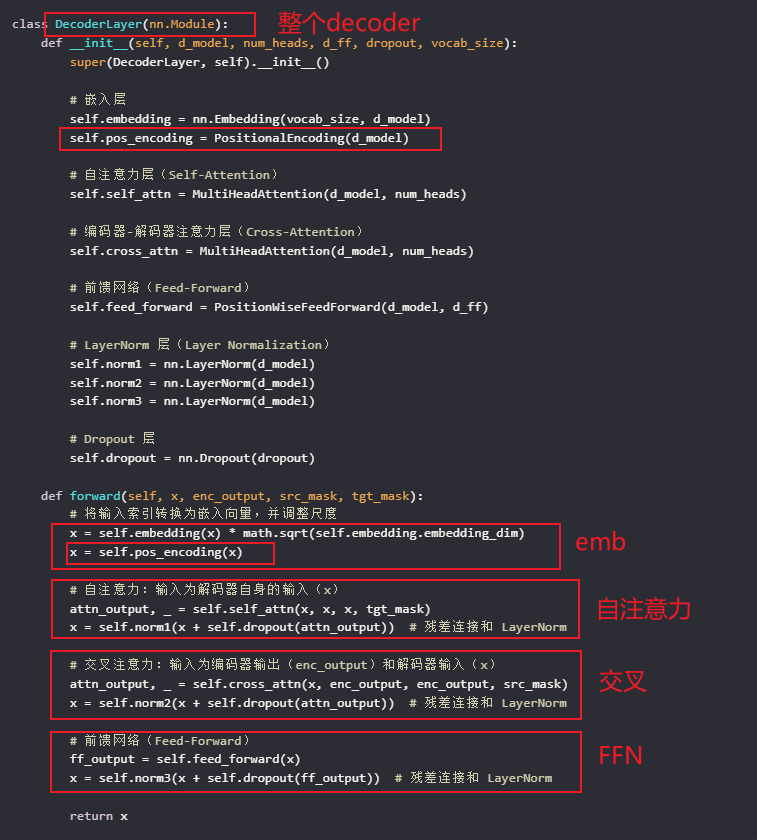 class DecoderLayer(nn.Module): 整个decoder
def __init__(self, d_model, num_heads, d_ff, dropout, vocab_size):
super(DecoderLayer, self).__init__()
# 嵌入层
self.embedding = nn.Embedding(vocab_size, d_model)
self.pos_encoding = PositionalEncoding(d_model)
# 自注意力层（Self-Attention）
self.self_attn = MultiHeadAttention(d_model, num_heads)
# 编码器-解码器注意力层（Cross-Attention）
self.cross_attn = MultiHeadAttention(d_model, num_heads)
# 前馈网络（Feed-Forward）
self.feed_forward = PositionWiseFeedForward(d_model, d_ff)
# LayerNorm 层（Layer Normalization）
self.norm1 = nn.LayerNorm(d_model)
self.norm2 = nn.LayerNorm(d_model)
self.norm3 = nn.LayerNorm(d_model)
# Dropout 层
self.dropout = nn.Dropout(dropout)
def forward(self, x, enc_output, src_mask, tgt_mask):
# 将输入索引转换为嵌入向量，并调整尺度
x = self.embedding(x) * math.sqrt(self.embedding.embedding_dim)
x = self.pos_encoding(x)
emb
# 自注意力：输入为解码器自身的输入（x）
attn_output, _ = self.self_attn(x, x, x, tgt_mask)
x = self.norm1(x + self.dropout(attn_output))  # 残差连接和 LayerNorm
自注意力
# 交叉注意力：输入为编码器输出（enc_output）和解码器输入（x）
attn_output, _ = self.cross_attn(x, enc_output, enc_output, src_mask)
x = self.norm2(x + self.dropout(attn_output))  # 残差连接和 LayerNorm
交叉
# 前馈网络（Feed-Forward）
ff_output = self.feed_forward(x)
x = self.norm3(x + self.dropout(ff_output))  # 残差连接和 LayerNorm
FFN
return x